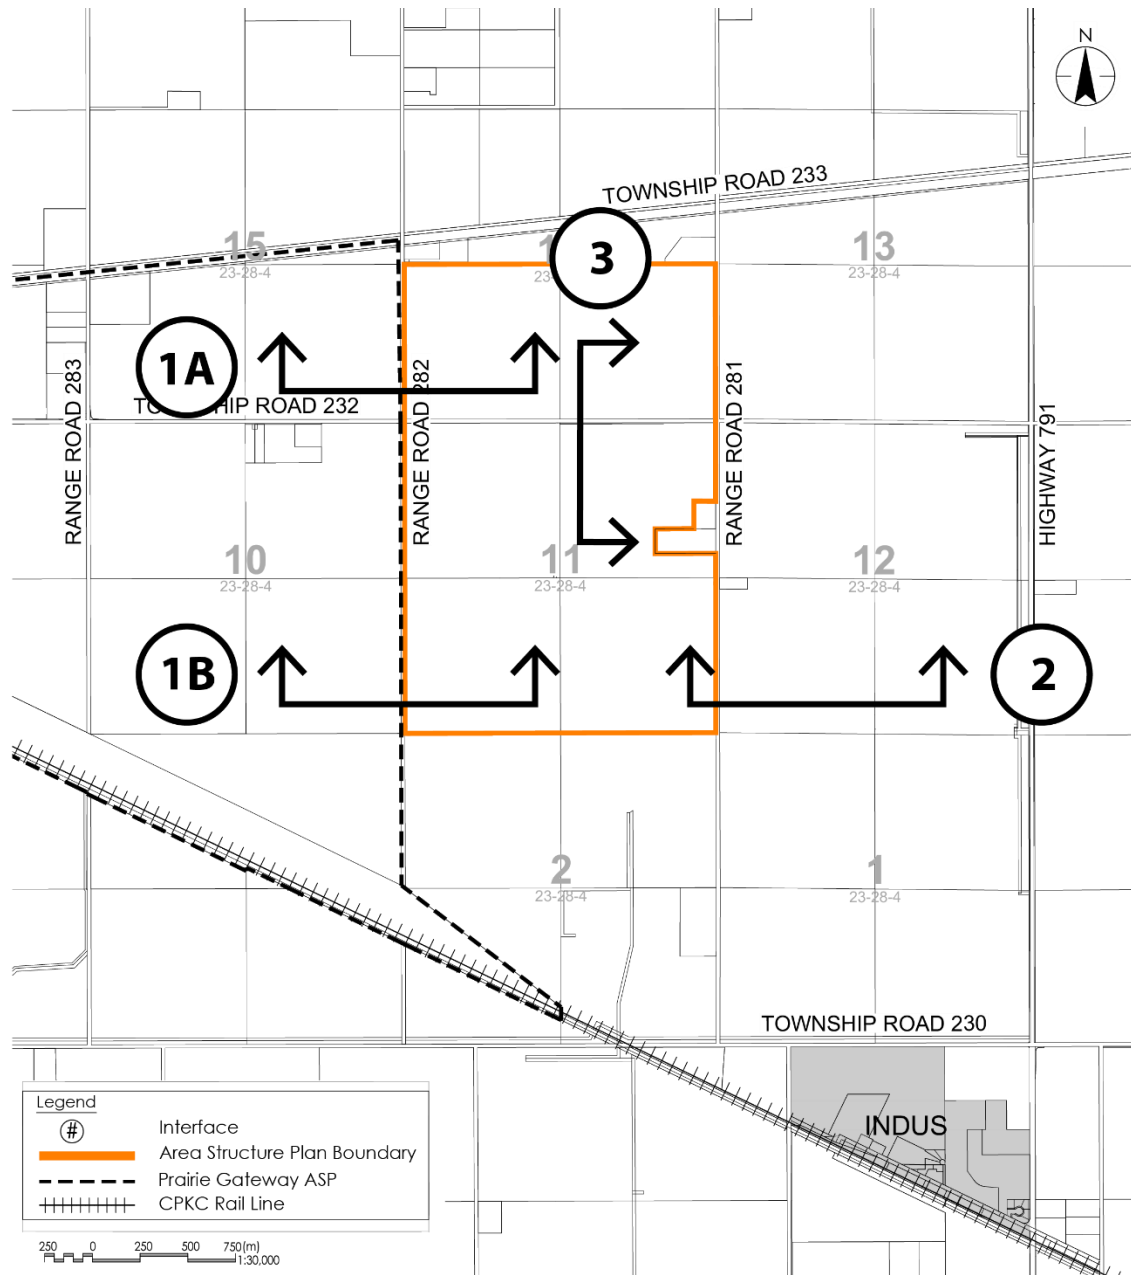 N
TOWNSHIP ROAD 233
15
23-28-4
3
13
23-28-4
1A
TOWNSHIP ROAD 232
RANGE ROAD 283
RANGE ROAD 282
RANGE ROAD 281
HIGHWAY 791
10
23-28-4
11
23-28-4
12
23-28-4
1B
2
2
23-28-4
1
23-28-4
TOWNSHIP ROAD 230
INDUS
Legend
# Interface
Area Structure Plan Boundary
Prairie Gateway ASP
CPKC Rail Line
250 0 250 500 750(m)
1:30,000